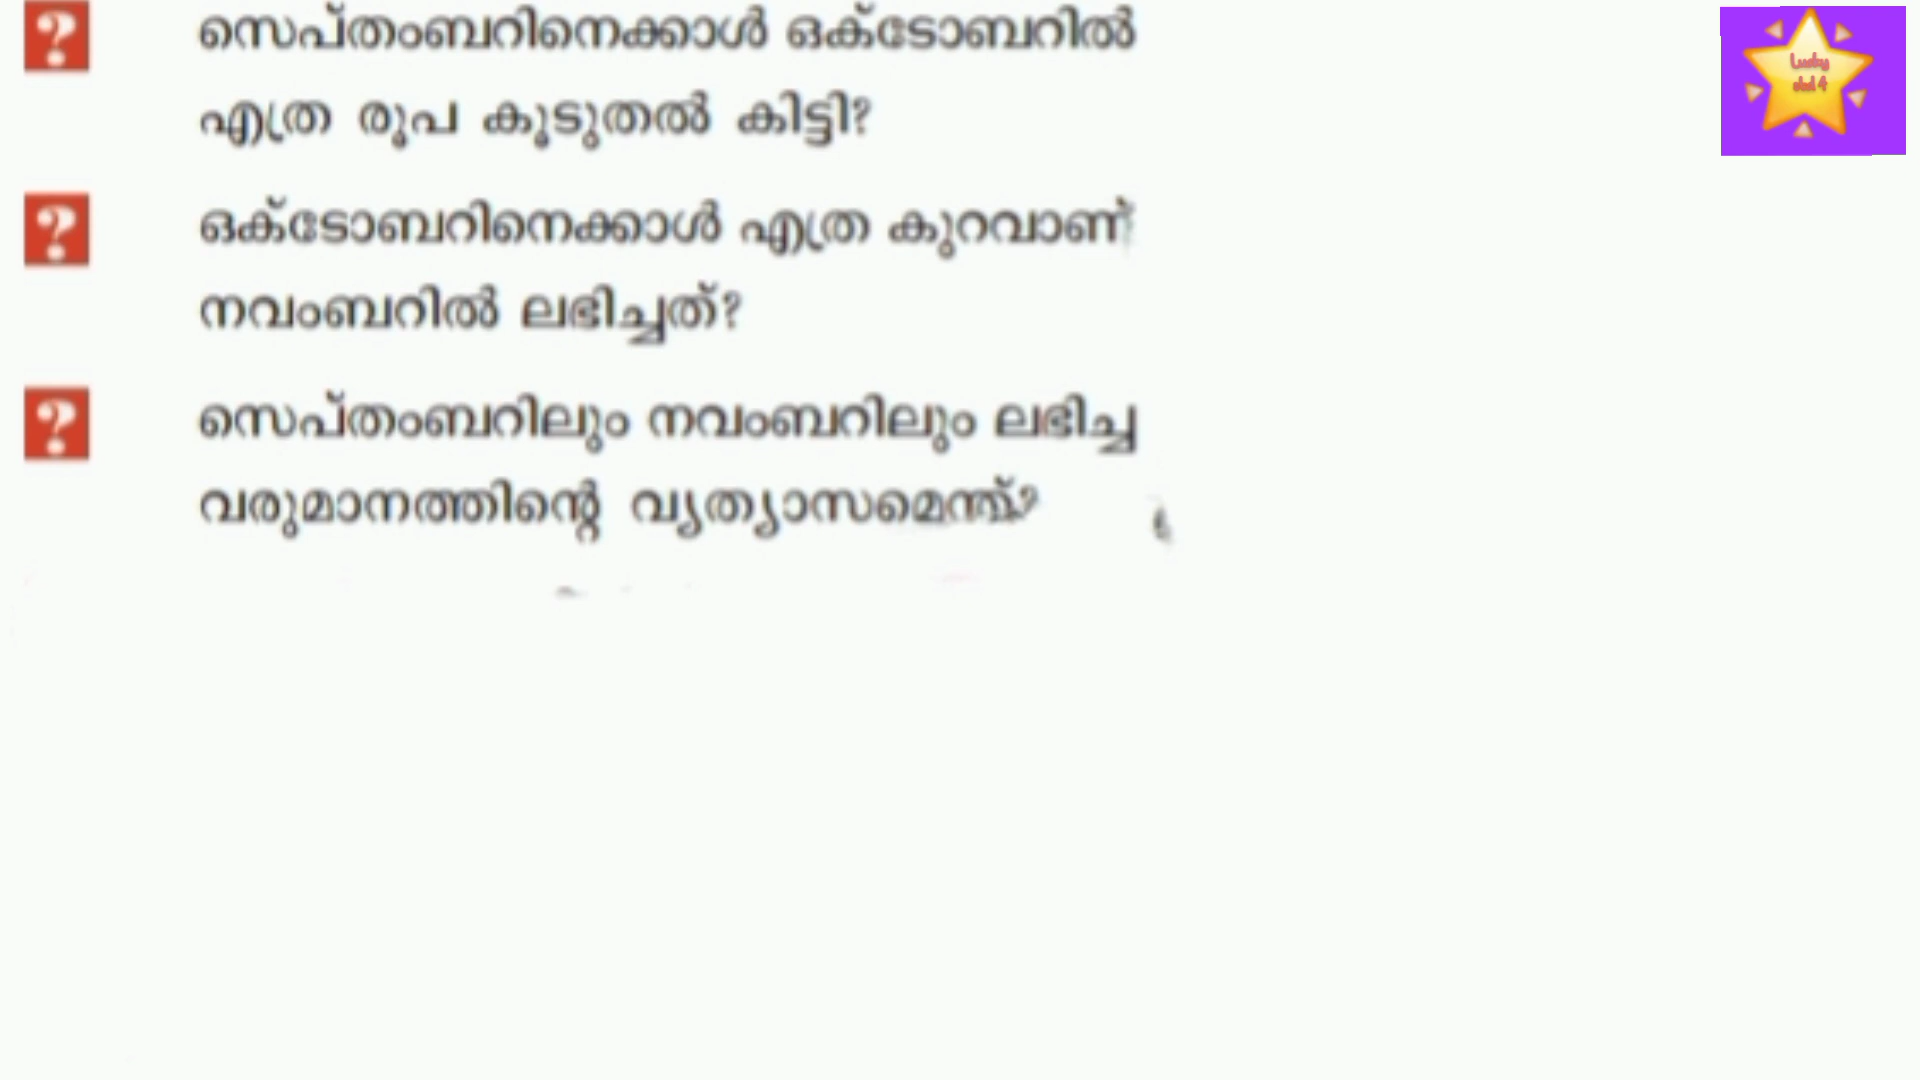 സെപ്തംബറിനെക്കാൾ ഒക്ടോബറിൽ
എത്ര രൂപ കൂടുതൽ കിട്ടി?
ഒക്ടോബറിനെക്കാൾ എത്ര കുറവാണ്
നവംബറിൽ ലഭിച്ചത്?
സെപ്തംബറിലും നവംബറിലും ലഭിച്ച
വരുമാനത്തിന്റെ വ്യത്യാസമെന്ത്?